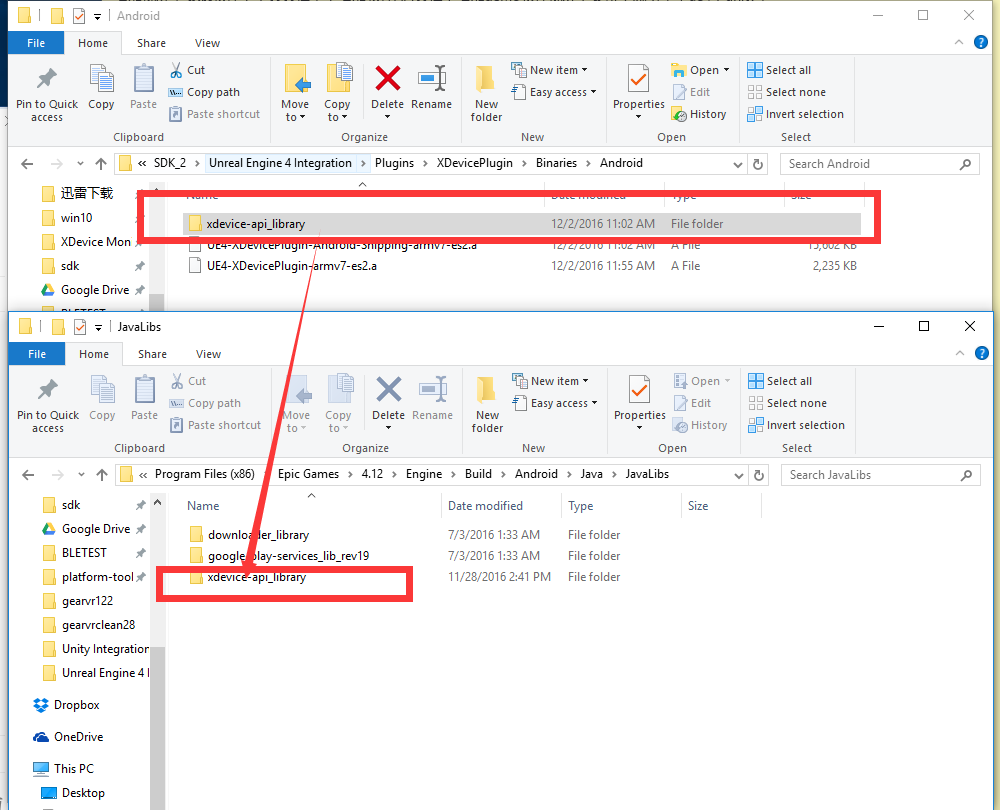 Android
File Home Share View
Pin to Quick access
Copy
Paste
Cut
Copy path
Paste shortcut
Clipboard
Move to
Copy to
Delete
Rename
Organize
New folder
New item
Easy access
New
Properties
Open
Edit
History
Open
Select all
Select none
Invert selection
Select
« SDK_2 > Unreal Engine 4 Integration > Plugins > XDevicePlugin > Binaries > Android
Search Android
迅雷下载
win10
XDevice Mon
sdk
Google Drive
BLETEST
Name Date modified Type Size
xdevice-api_library 12/2/2016 11:02 AM File folder
UE4-XDevicePlugin-Android-Shipping-armv7-es2.a 12/2/2016 11:02 AM A File 15,602 KB
UE4-XDevicePlugin-armv7-es2.a 12/2/2016 11:55 AM A File 2,235 KB
JavaLibs
File Home Share View
Pin to Quick access
Copy
Paste
Cut
Copy path
Paste shortcut
Clipboard
Move to
Copy to
Delete
Rename
Organize
New folder
New item
Easy access
New
Properties
Open
Edit
History
Open
Select all
Select none
Invert selection
Select
« Program Files (x86) Epic Games > 4.12 > Engine > Build > Android > Java > JavaLibs
Search JavaLibs
sdk
Google Drive
BLETEST
platform-tool
gearvr122
gearvrclean28
Unity Integration
Unreal Engine 4 I
Dropbox
OneDrive
This PC
Desktop
Name Date modified Type Size
downloader_library 7/3/2016 1:33 AM File folder
google-play-services_lib_rev19 7/3/2016 1:33 AM File folder
xdevice-api_library 11/28/2016 2:41 PM File folder